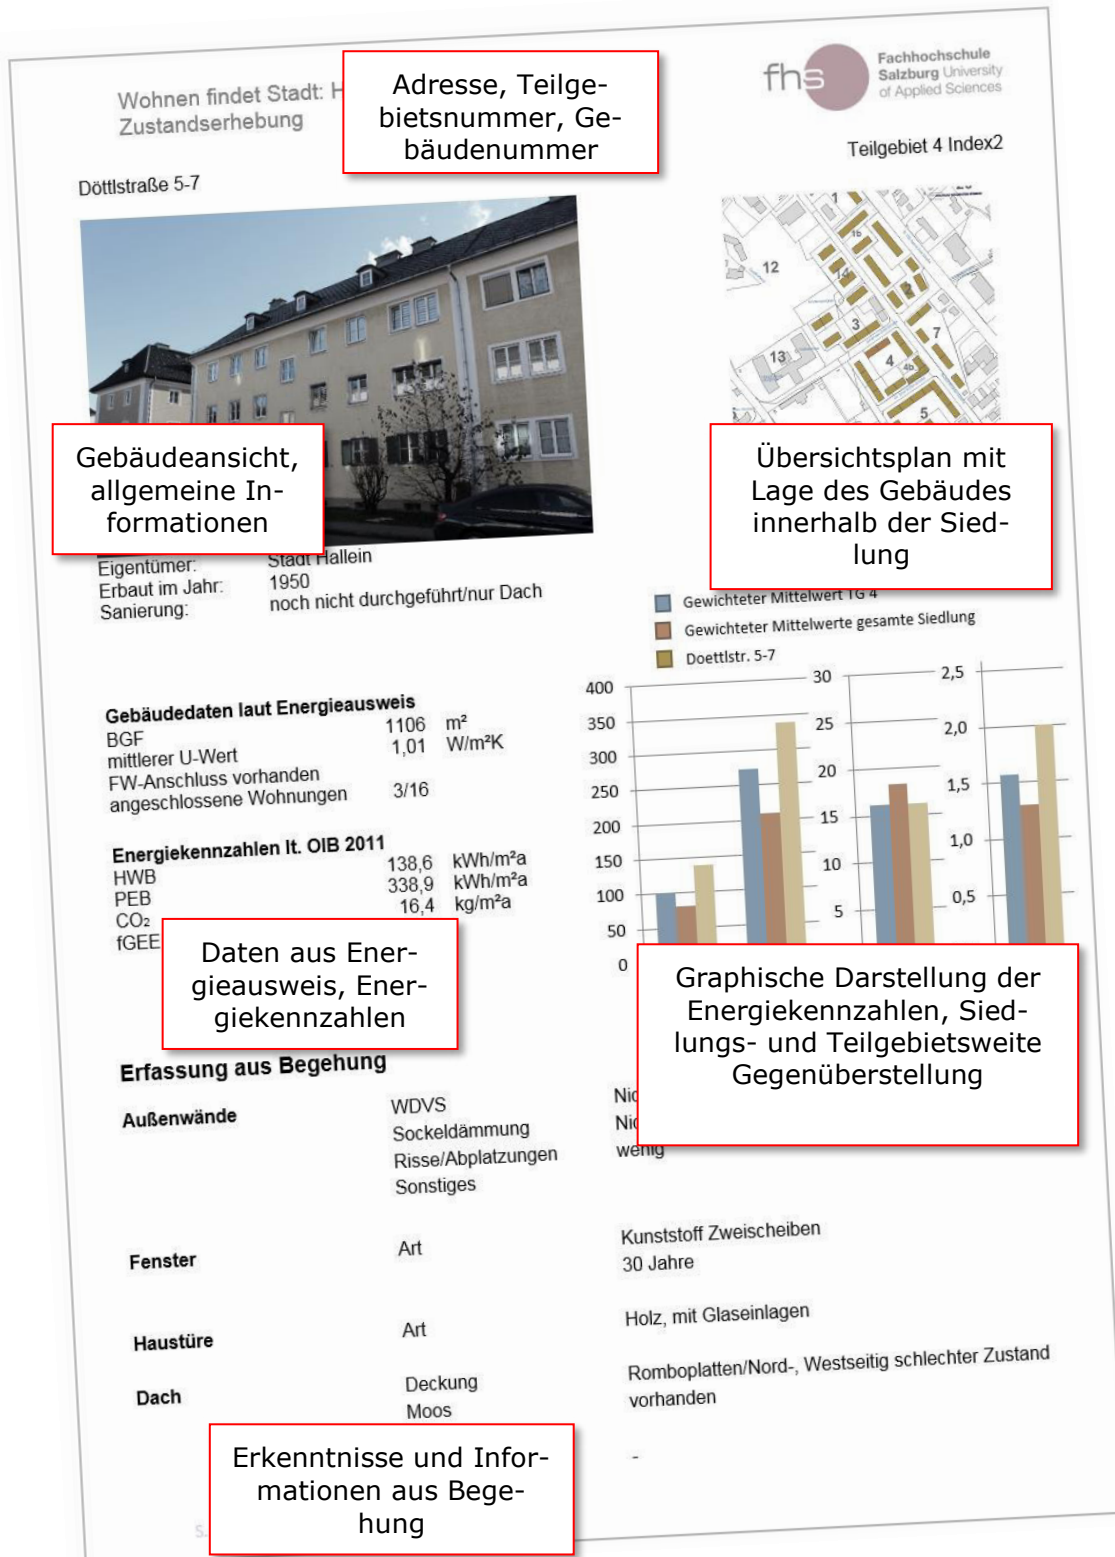 Wohnen findet Stadt:
Zustandserhebung
Adresse, Teilge-
bietsnummer, Ge-
bäudenummer
fhs
Fachhochschule
Salzburg University
of Applied Sciences
Teilgebiet 4 Index2
Döttlstraße 5-7
1
1b
12
14
2
3
7
13
4
4b
5
Gebäudeansicht,
allgemeine In-
formationen
Übersichtsplan mit
Lage des Gebäudes
innerhalb der Sied-
lung
Eigentümer: Stadt Hallein
Erbaut im Jahr: 1950
Sanierung: noch nicht durchgeführt/nur Dach
Gewichteter Mittelwert TG 4
Gewichteter Mittelwerte gesamte Siedlung
Doettlstr. 5-7
Gebäudedaten laut Energieausweis
BGF 1106 m²
mittlerer U-Wert 1,01 W/m²K
FW-Anschluss vorhanden
angeschlossene Wohnungen 3/16
Energiekennzahlen lt. OIB 2011
HWB 138,6 kWh/m²a
PEB 338,9 kWh/m²a
CO₂ 16,4 kg/m²a
fGEE
400
350
300
250
200
150
100
50
0
30
25
20
15
10
5
2,5
2,0
1,5
1,0
0,5
Daten aus Ener-
gieausweis, Ener-
giekennzahlen
Graphische Darstellung der
Energiekennzahlen, Sied-
lungs- und Teilgebietsweite
Gegenüberstellung
Erfassung aus Begehung
Außenwände WDVS
Sockeldämmung
Risse/Abplatzungen wenig
Sonstiges
Fenster Art Kunststoff Zweischeiben
30 Jahre
Haustüre Art Holz, mit Glaseinlagen
Dach Deckung Romboplatten/Nord-, Westseitig schlechter Zustand
Moos vorhanden
-
Erkenntnisse und Infor-
mationen aus Bege-
hung